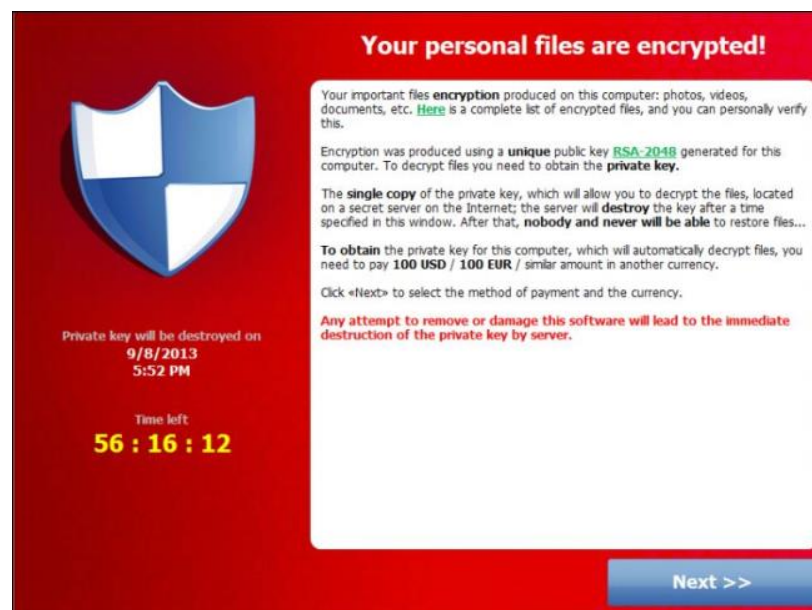 Your personal files are encrypted!
Your important files encryption produced on this computer: photos, videos,
documents, etc. Here is a complete list of encrypted files, and you can personally verify
this.
Encryption was produced using a unique public key RSA-2048 generated for this
computer. To decrypt files you need to obtain the private key.
The single copy of the private key, which will allow you to decrypt the files, located
on a secret server on the Internet; the server will destroy the key after a time
specified in this window. After that, nobody and never will be able to restore files...
To obtain the private key for this computer, which will automatically decrypt files, you
need to pay 100 USD / 100 EUR / similar amount in another currency.
Click «Next» to select the method of payment and the currency.
Any attempt to remove or damage this software will lead to the immediate
destruction of the private key by server.
Private key will be destroyed on
9/8/2013
5:52 PM
Time left
56 : 16 : 12
Next >>